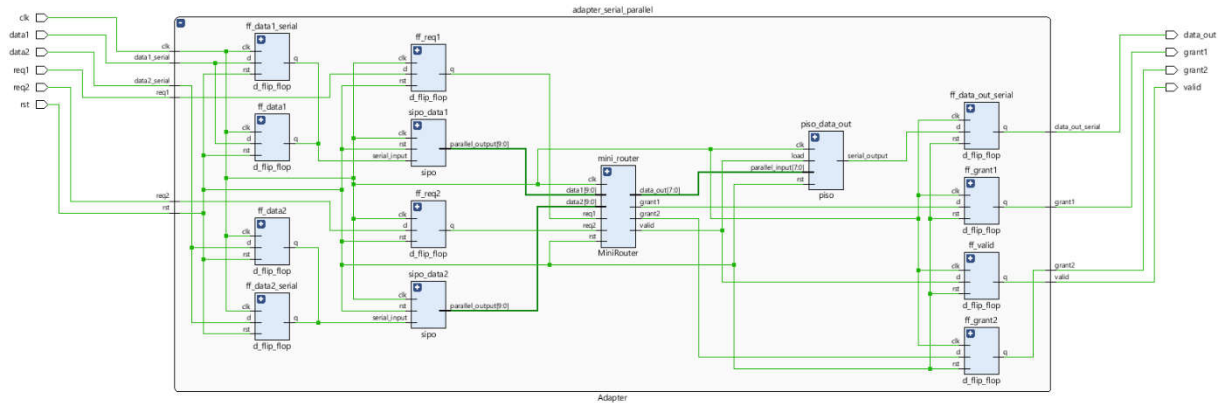 adapter_serial_parallel
clk
data1
data2
req1
req2
rst
clk
data1_serial
data2_serial
req1
req2
rst
ff_data1_serial
clk
d
rst
q
d_flip_flop
ff_data1
clk
d
rst
q
d_flip_flop
ff_data2
clk
d
rst
q
d_flip_flop
ff_data2_serial
clk
d
rst
q
d_flip_flop
ff_req1
clk
d
rst
q
d_flip_flop
sipo_data1
clk
rst
serial_input
parallel_output[9:0]
sipo
ff_req2
clk
d
rst
q
d_flip_flop
sipo_data2
clk
rst
serial_input
parallel_output[9:0]
sipo
mini_router
clk
data1[9:0]
data2[9:0]
req1
req2
rst
data_out[7:0]
grant1
grant2
valid
MiniRouter
piso_data_out
clk
load
parallel_input[7:0]
rst
serial_output
piso
ff_data_out_serial
clk
d
rst
q
d_flip_flop
ff_grant1
clk
d
rst
q
d_flip_flop
ff_valid
clk
d
rst
q
d_flip_flop
ff_grant2
clk
d
rst
q
d_flip_flop
data_out_serial
grant1
grant2
valid
data_out
grant1
grant2
valid
Adapter